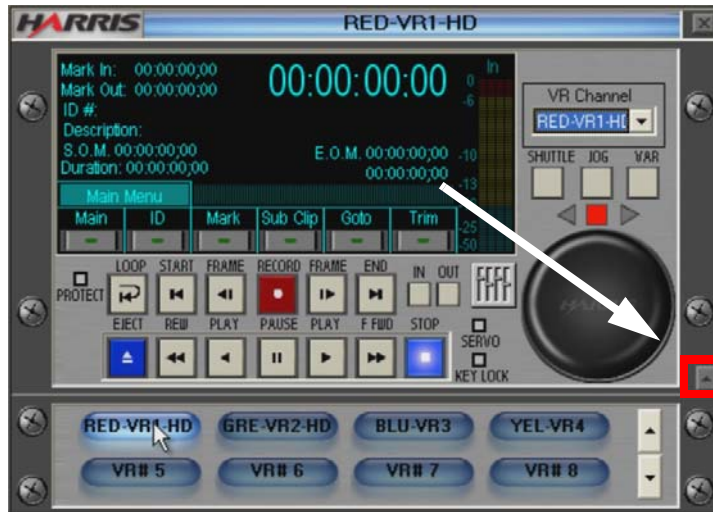 HARRIS
RED-VR1-HD
Mark In: 00:00:00;00
Mark Out: 00:00:00;00
00:00:00:00
ID #:
Description:
S.O.M. 00:00:00;00
E.O.M. 00:00:00;00
Duration: 00:00:00;00
00:00:00;00
In
0
-6
-10
-13
-25
-50
Main Menu
Main ID Mark Sub Clip Goto Trim
VR Channel
RED-VR1-HD
SHUTTLE JOG VAR
HARRIS
PROTECT
LOOP START FRAME RECORD FRAME END IN OUT
EJECT REW PLAY PAUSE PLAY F FWD STOP
SERVO
KEY LOCK
RED-VR1-HD GRE-VR2-HD BLU-VR3 YEL-VR4
VR# 5 VR# 6 VR# 7 VR# 8